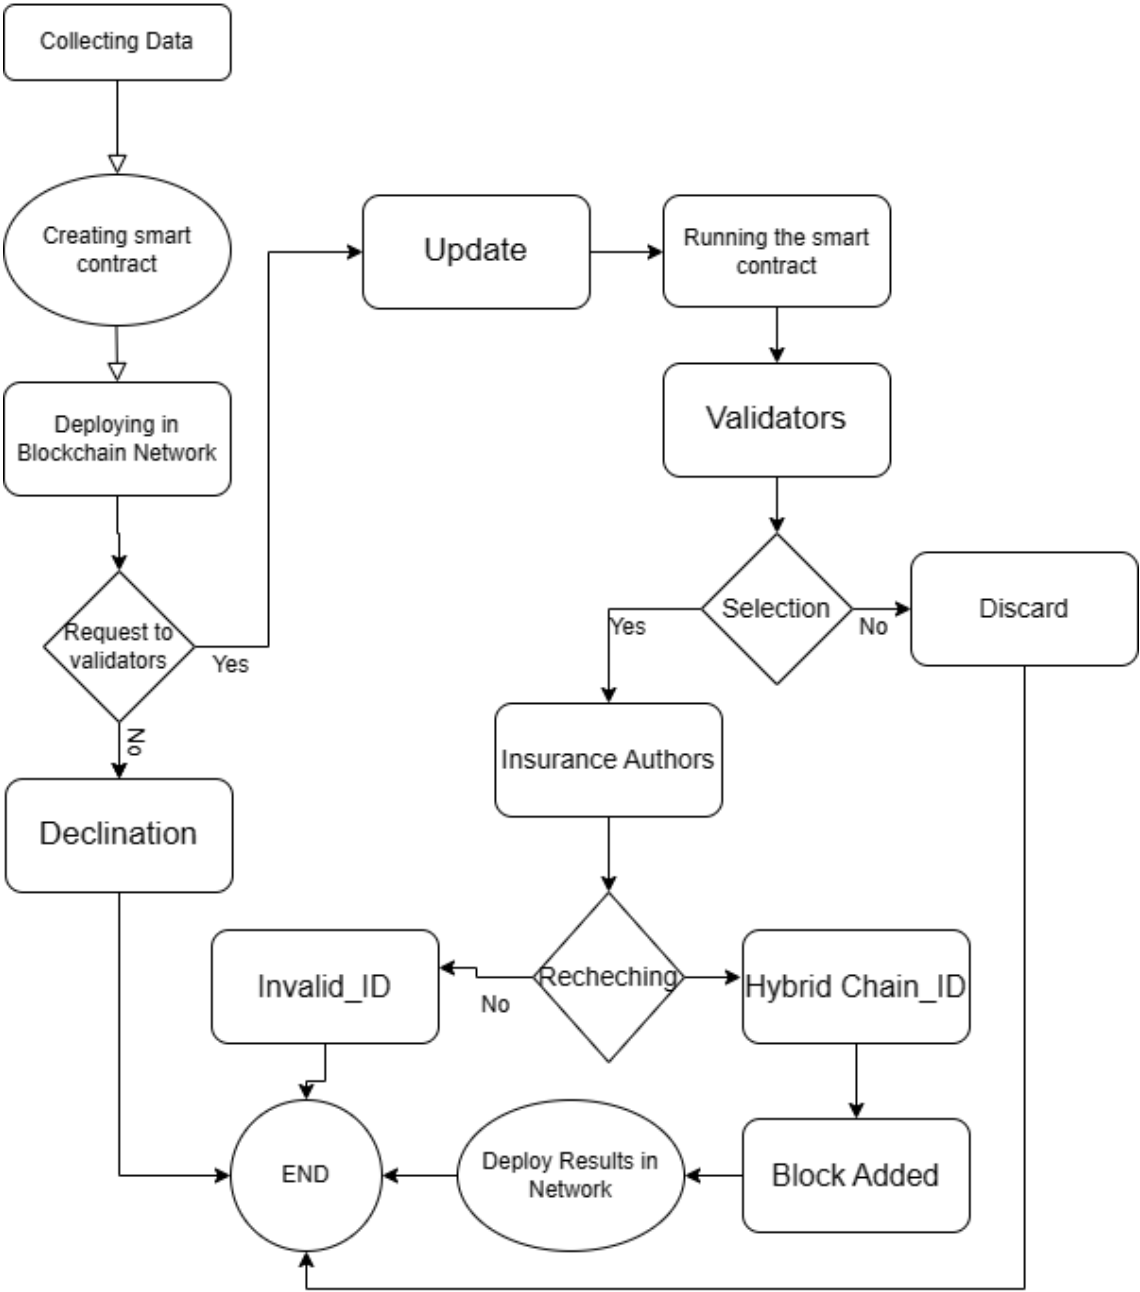 Collecting Data
Creating smart
contract
Deploying in
Blockchain Network
Request to
validators
Yes
No
Declination
Update
Running the smart
contract
Validators
Selection
Yes
No
Discard
Insurance Authors
Recheching
No
Invalid_ID
Hybrid Chain_ID
Block Added
Deploy Results in
Network
END